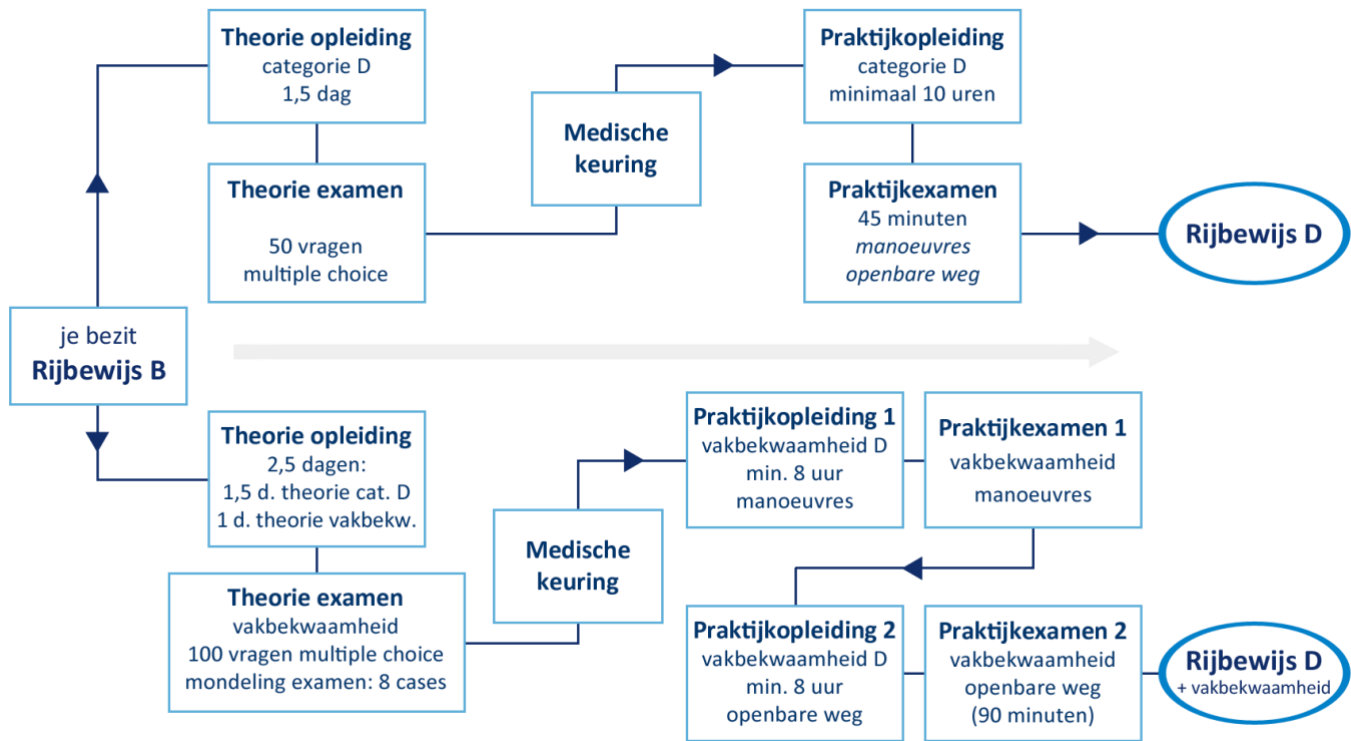 Theorie opleiding
categorie D
1,5 dag
Theorie examen
50 vragen
multiple choice
Medische
keuring
Praktijkopleiding
categorie D
minimaal 10 uren
Praktijkexamen
45 minuten
manoeuvres
openbare weg
Rijbewijs D
je bezit
Rijbewijs B
Theorie opleiding
2,5 dagen:
1,5 d. theorie cat. D
1 d. theorie vakbekw.
Theorie examen
vakbekwaamheid
100 vragen multiple choice
mondeling examen: 8 cases
Medische
keuring
Praktijkopleiding 1
vakbekwaamheid D
min. 8 uur
manoeuvres
Praktijkexamen 1
vakbekwaamheid
manoeuvres
Praktijkopleiding 2
vakbekwaamheid D
min. 8 uur
openbare weg
Praktijkexamen 2
vakbekwaamheid
openbare weg
(90 minuten)
Rijbewijs D
+ vakbekwaamheid